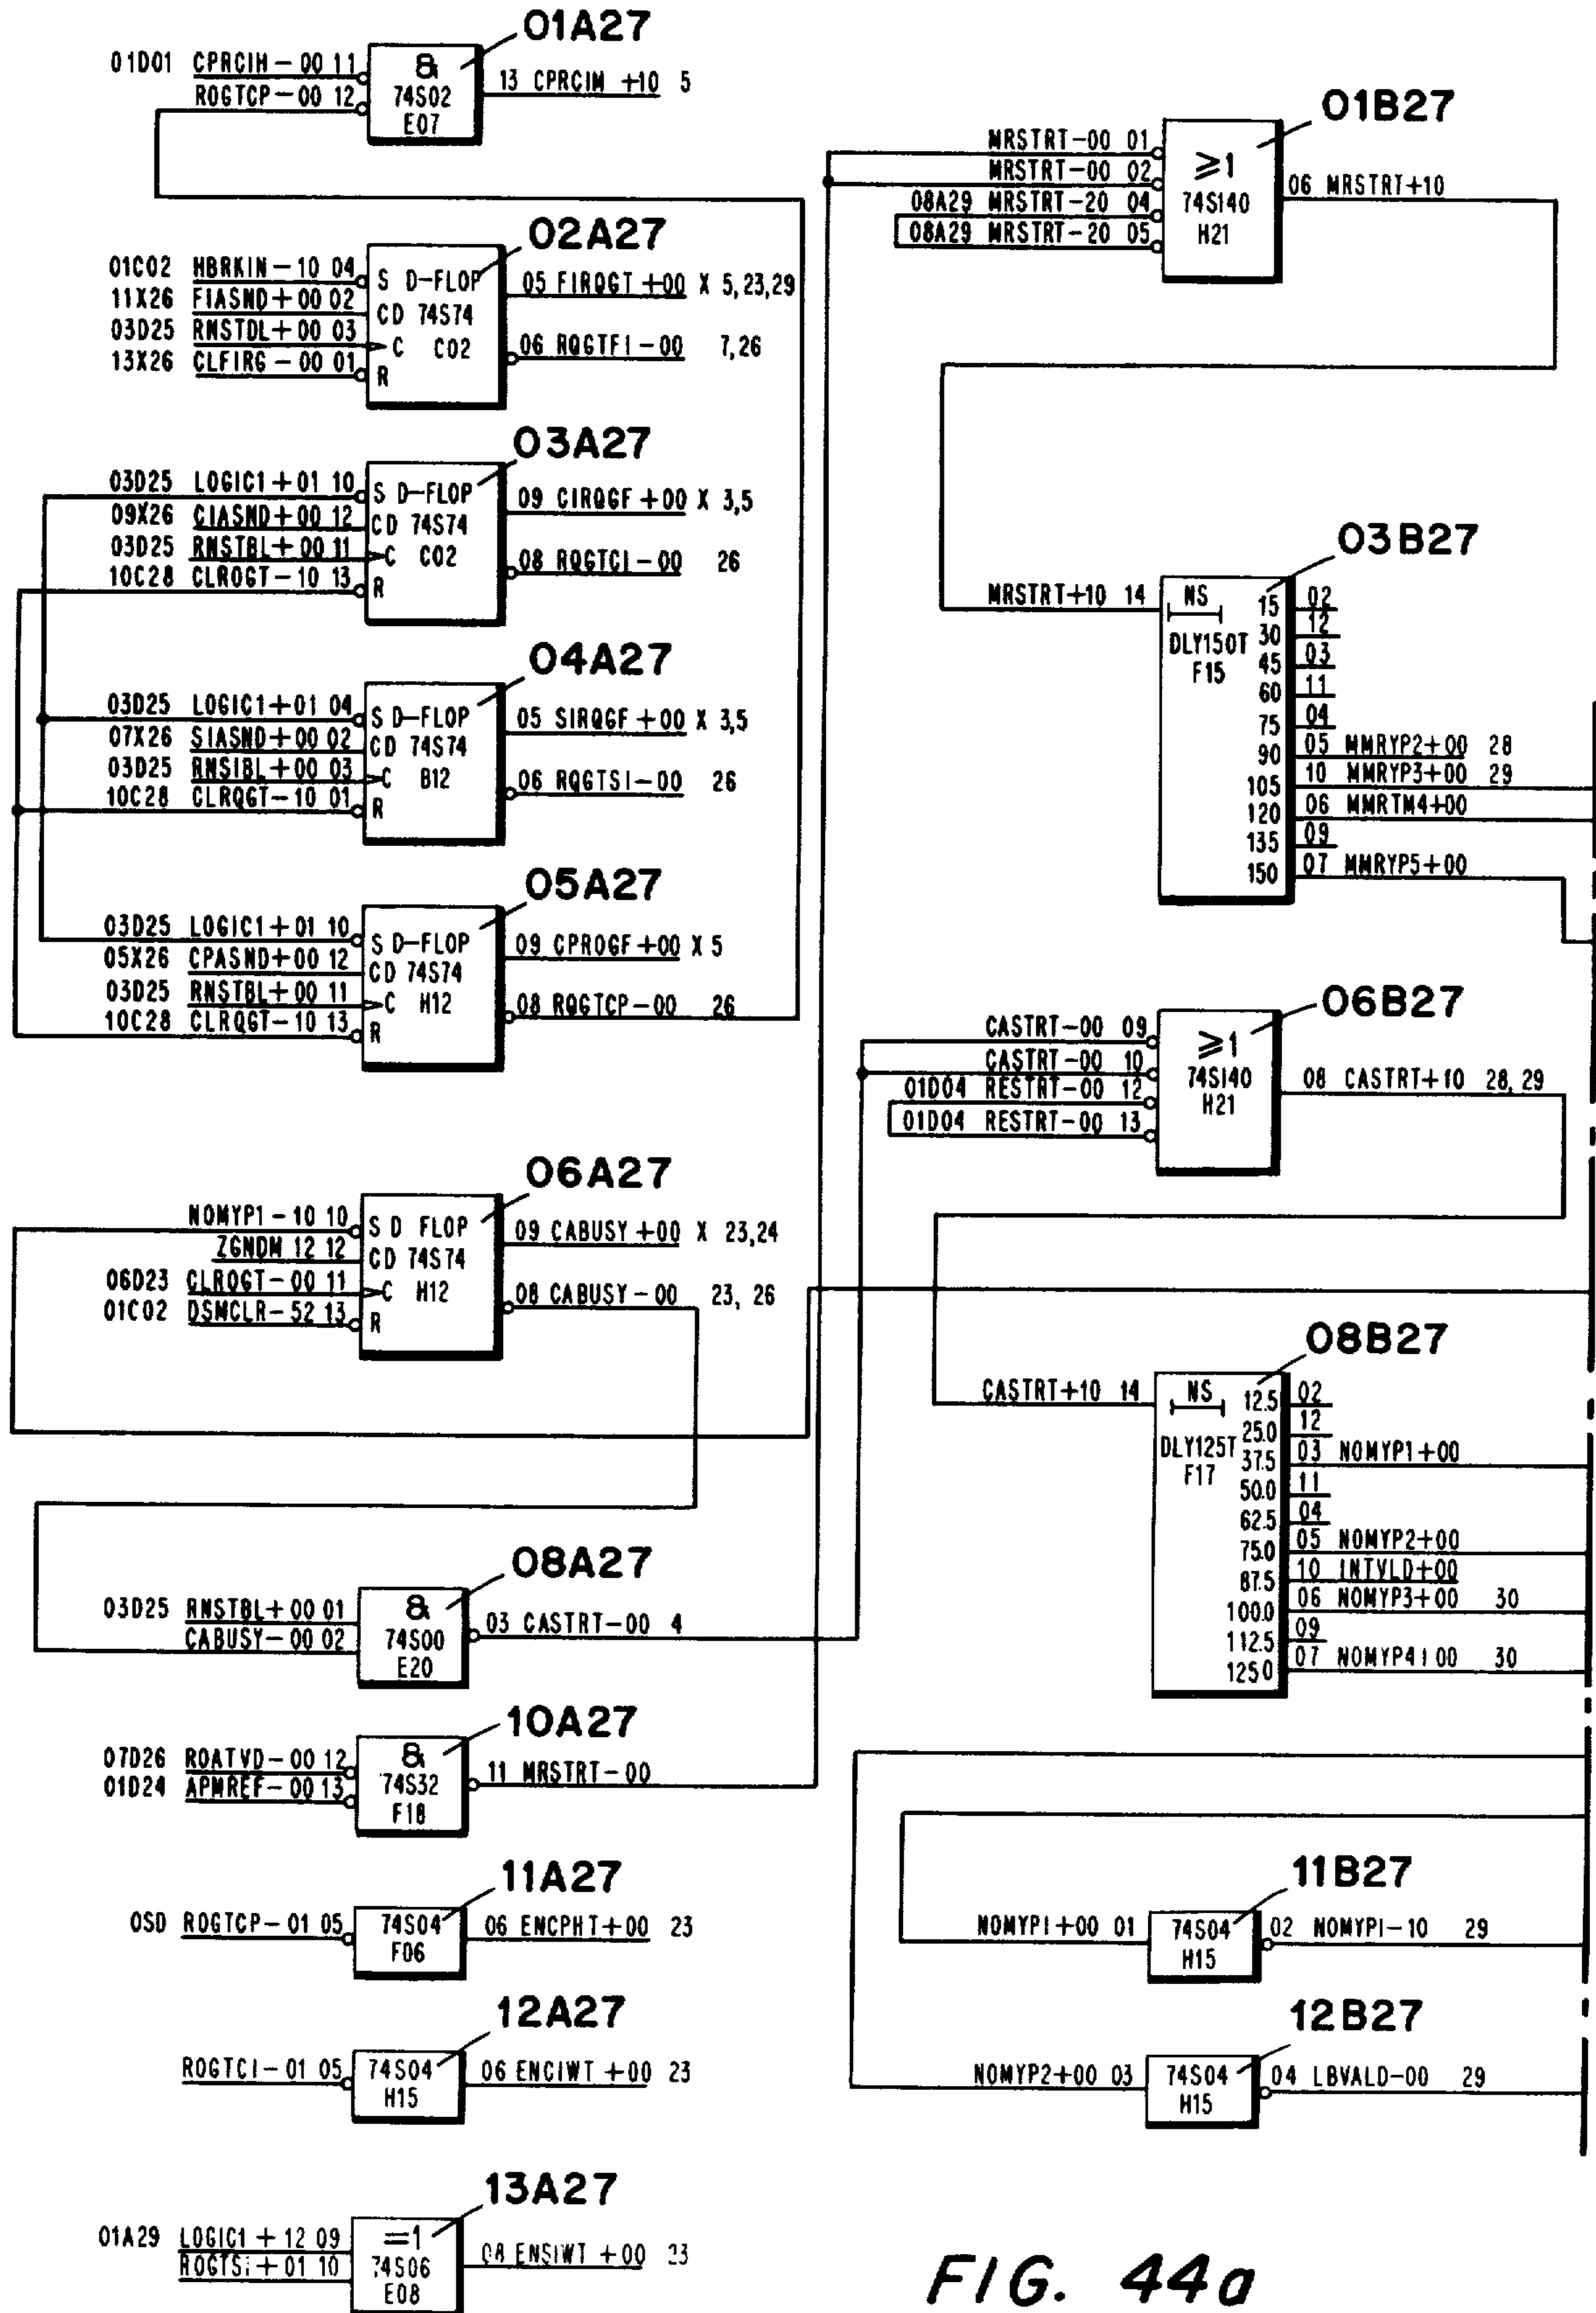 01A27
01D01 CPRCIH-00 11
ROGTCP-00 12
&
74S02
E07
13 CPRCIM +10 5
02A27
01C02 HBRKIN-10 04
11X26 FIASND+00 02
03D25 RNSTDL+00 03
13X26 CLFIRG-00 01
S D-FLOP
CD 74S74
C C02
R
05 FIRQGT +00 X 5,23,29
06 RQGTFI-00 7,26
03A27
03D25 LOGIC1+01 10
09X26 CIASND+00 12
03D25 RNSTBL+00 11
10C28 CLROGT-10 13
S D-FLOP
CD 74S74
C C02
R
09 CIRQGF +00 X 3,5
08 RQGTCI-00 26
04A27
03D25 LOGIC1+01 04
07X26 SIASND+00 02
03D25 RNSIBL+00 03
10C28 CLRQGT-10 01
S D-FLOP
CD 74S74
C B12
R
05 SIRQGF +00 X 3,5
06 RQGTSI-00 26
05A27
03D25 LOGIC1+01 10
05X26 CPASND+00 12
03D25 RNSTBL+00 11
10C28 CLRQGT-10 13
S D-FLOP
CD 74S74
C H12
R
09 CPROGF +00 X 5
08 RQGTCP-00 26
06A27
NOMYP1-10 10
ZGNDM 12 12
06D23 CLROGT-00 11
01C02 DSMCLR-52 13
S D FLOP
CD 74S74
C H12
R
09 CABUSY +00 X 23,24
08 CABUSY-00 23, 26
08A27
03D25 RNSTBL+00 01
CABUSY-00 02
&
74S00
E20
03 CASTRT-00 4
10A27
07D26 ROATVD-00 12
01D24 APMREF-00 13
&
74S32
F18
11 MRSTRT-00
11A27
OSD ROGTCP-01 05
74S04
F06
06 ENCPHT+00 23
12A27
ROGTCI-01 05
74S04
H15
06 ENCIWT +00 23
13A27
01A29 LOGIC1 + 12 09
ROGTSI+01 10
=1
74S06
E08
08 ENSIWT +00 23
01B27
MRSTRT-00 01
MRSTRT-00 02
08A29 MRSTRT-20 04
08A29 MRSTRT-20 05
≥1
74S140
H21
06 MRSTRT+10
03B27
MRSTRT+10 14
NS
DLY150T
F15
15 02
30 12
45 03
60 11
75 04
90 05 MMRYP2+00 28
105 10 MMRYP3+00 29
120 06 MMRTM4+00
135 09
150 07 MMRYP5+00
06B27
CASTRT-00 09
CASTRT-00 10
01D04 RESTRT-00 12
01D04 RESTRT-00 13
≥1
74S140
H21
08 CASTRT+10 28, 29
08B27
CASTRT+10 14
NS
DLY125T
F17
12.5 02
25.0 12
37.5 03 NOMYP1+00
50.0 11
62.5 04
75.0 05 NOMYP2+00
87.5 10 INTVLD+00
100.0 06 NOMYP3+00 30
112.5 09
125.0 07 NOMYP4I00 30
11B27
NOMYP1+00 01
74S04
H15
02 NOMYP1-10 29
12B27
NOMYP2+00 03
74S04
H15
04 LBVALD-00 29
FIG. 44a